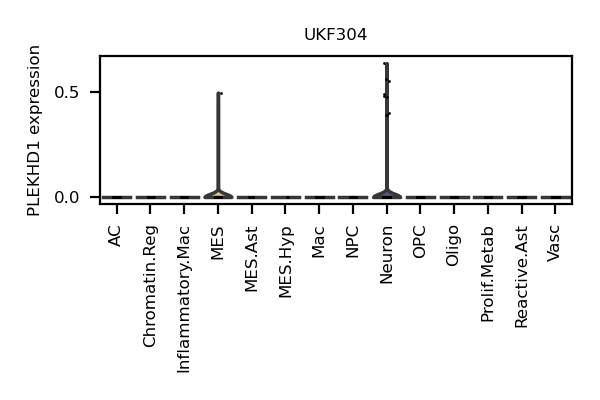 UKF304
PLEKHD1 expression
0.5
0.0
AC
Chromatin.Reg
Inflammatory.Mac
MES
MES.Ast
MES.Hyp
Mac
NPC
Neuron
OPC
Oligo
Prolif.Metab
Reactive.Ast
Vasc